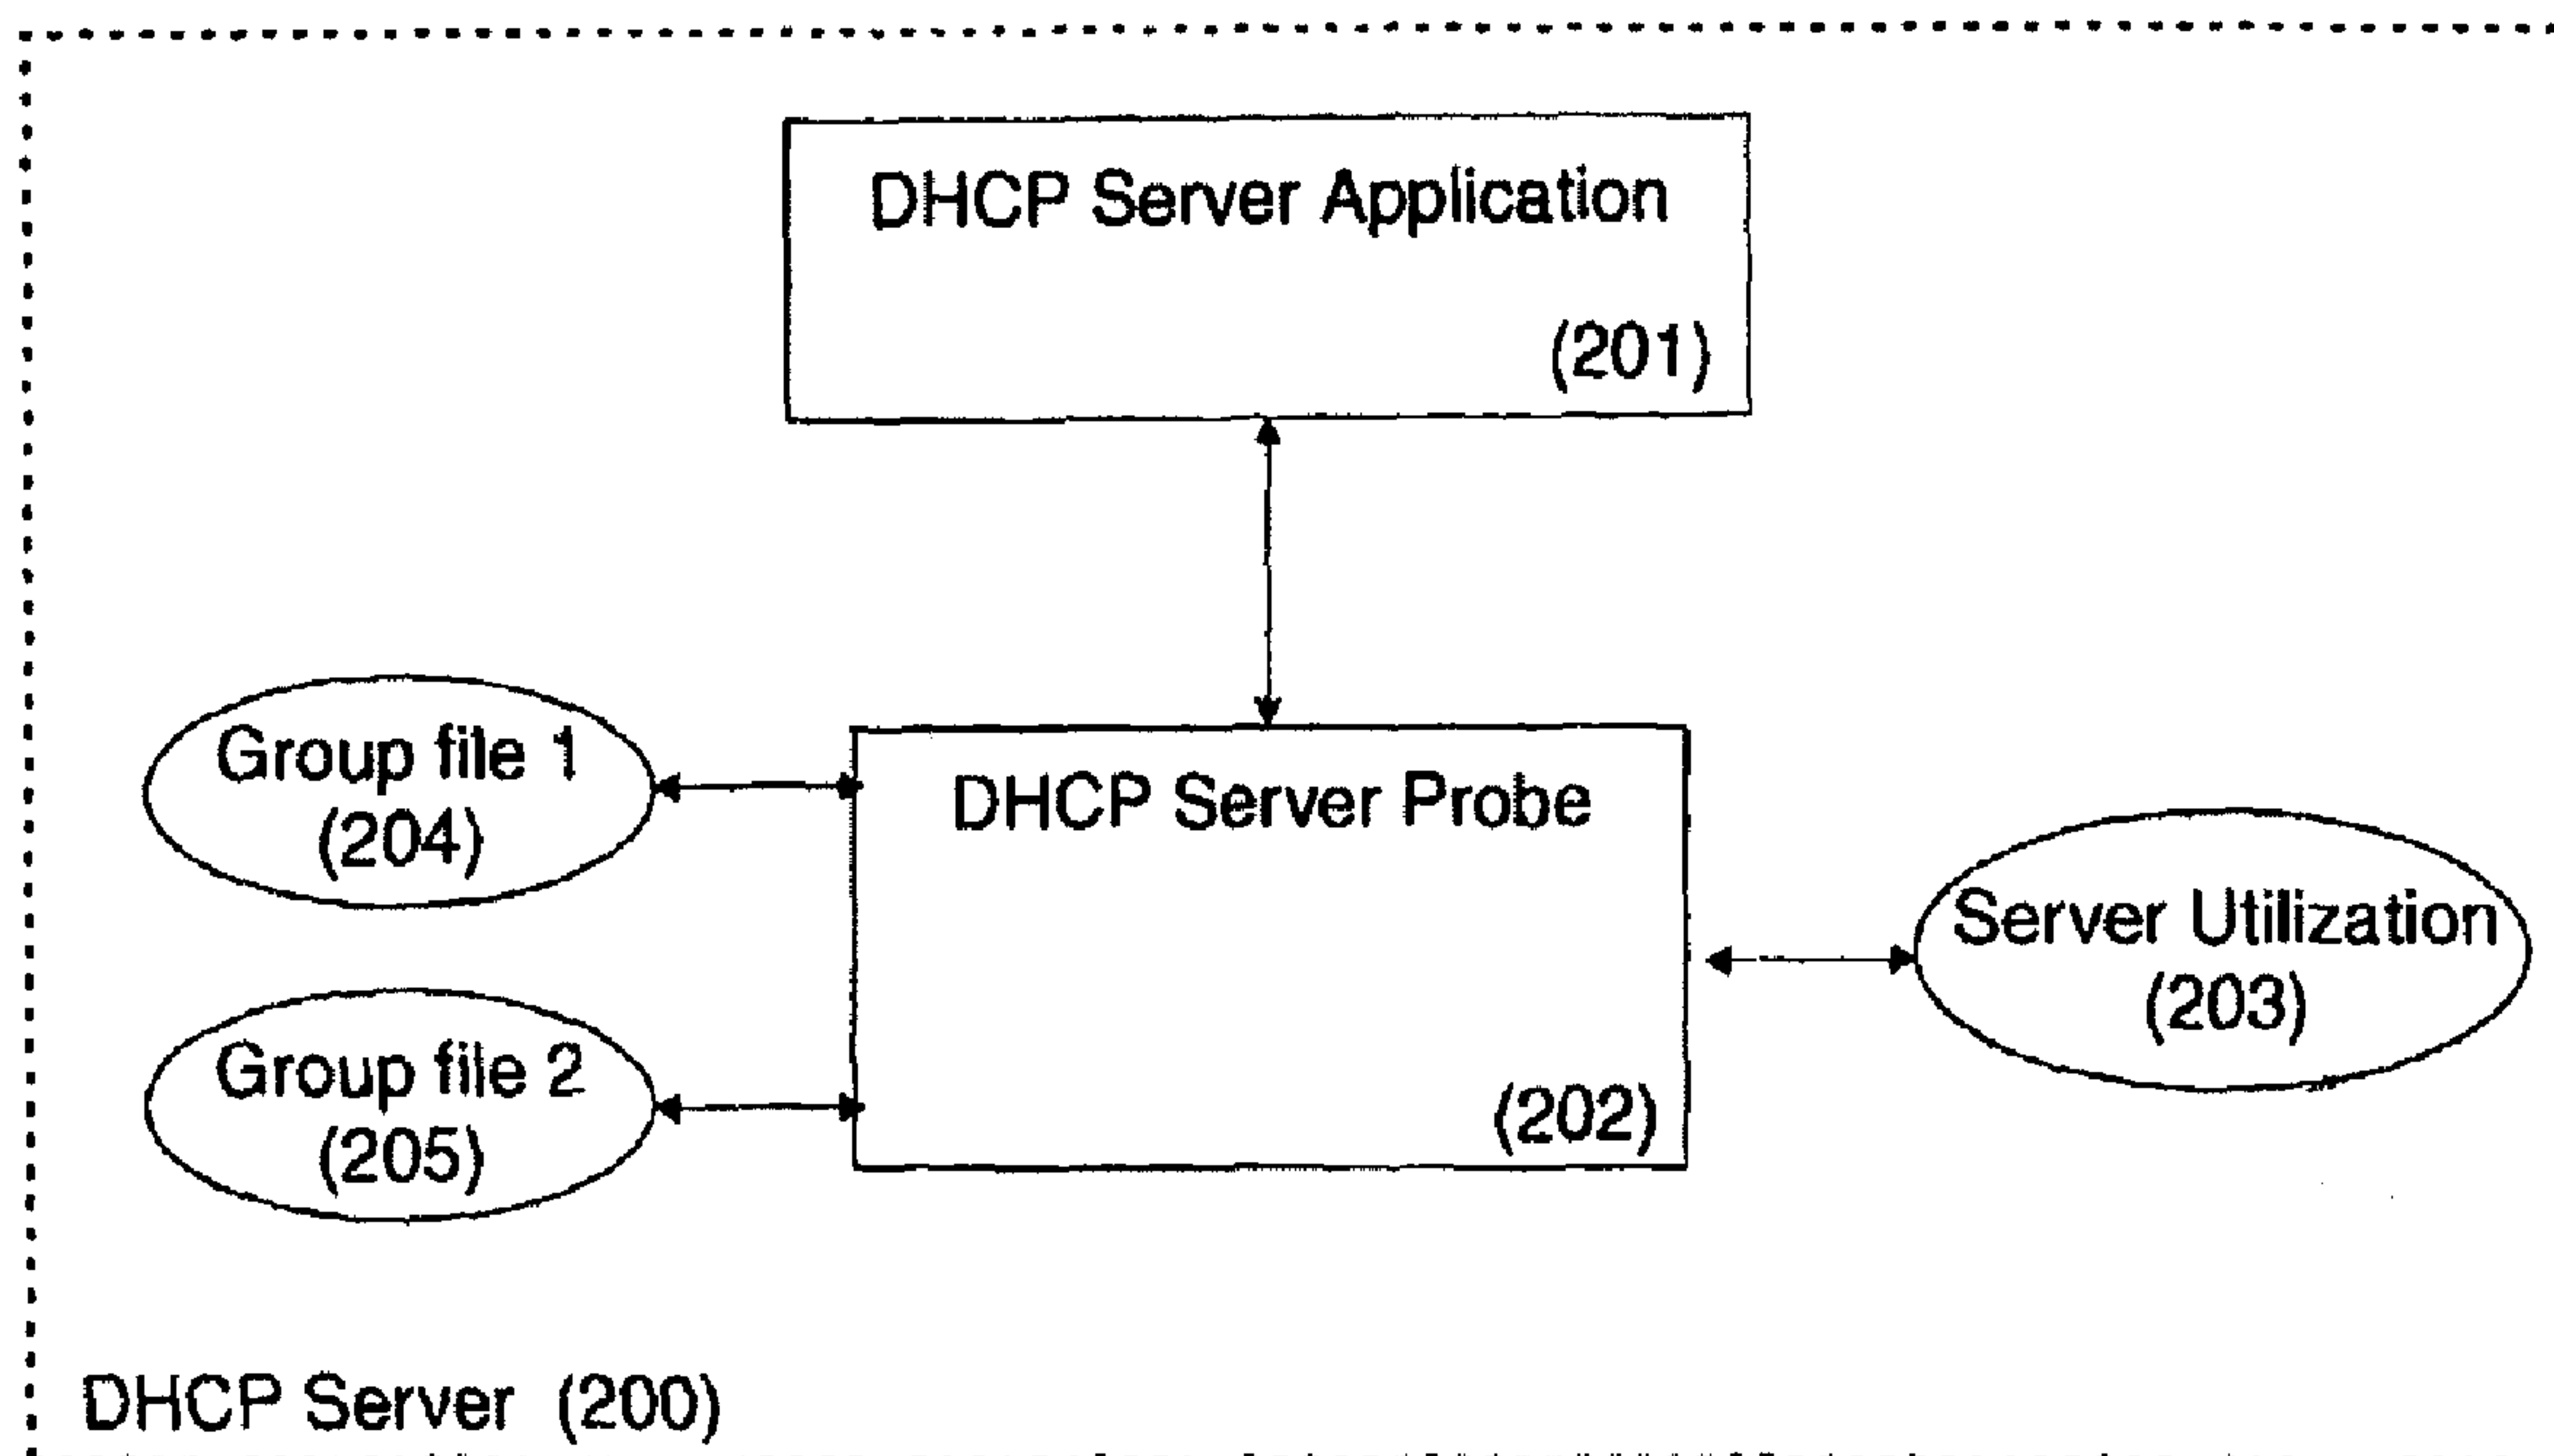 DHCP Server Application
(201)
Group file 1
(204)
DHCP Server Probe
(202)
Server Utilization
(203)
Group file 2
(205)
DHCP Server (200)